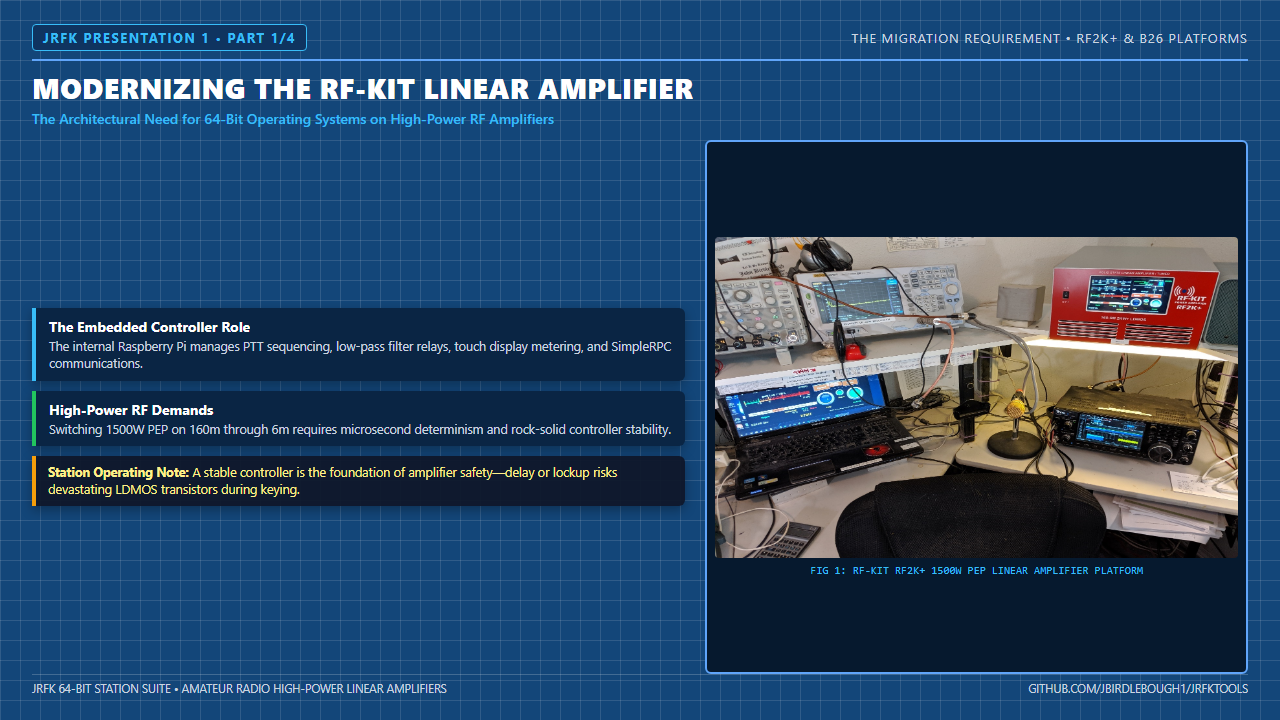 JRFK PRESENTATION 1 • PART 1/4
THE MIGRATION REQUIREMENT • RF2K+ & B26 PLATFORMS
MODERNIZING THE RF-KIT LINEAR AMPLIFIER
The Architectural Need for 64-Bit Operating Systems on High-Power RF Amplifiers
The Embedded Controller Role
The internal Raspberry Pi manages PTT sequencing, low-pass filter relays, touch display metering, and SimpleRPC
communications.
High-Power RF Demands
Switching 1500W PEP on 160m through 6m requires microsecond determinism and rock-solid controller stability.
Station Operating Note: A stable controller is the foundation of amplifier safety—delay or lockup risks
devastating LDMOS transistors during keying.
RF-KIT
RF2K+
FIG 1: RF-KIT RF2K+ 1500W PEP LINEAR AMPLIFIER PLATFORM
JRFK 64-BIT STATION SUITE • AMATEUR RADIO HIGH-POWER LINEAR AMPLIFIERS
GITHUB.COM/JBIRDLEBOUGH1/JRFKTOOLS